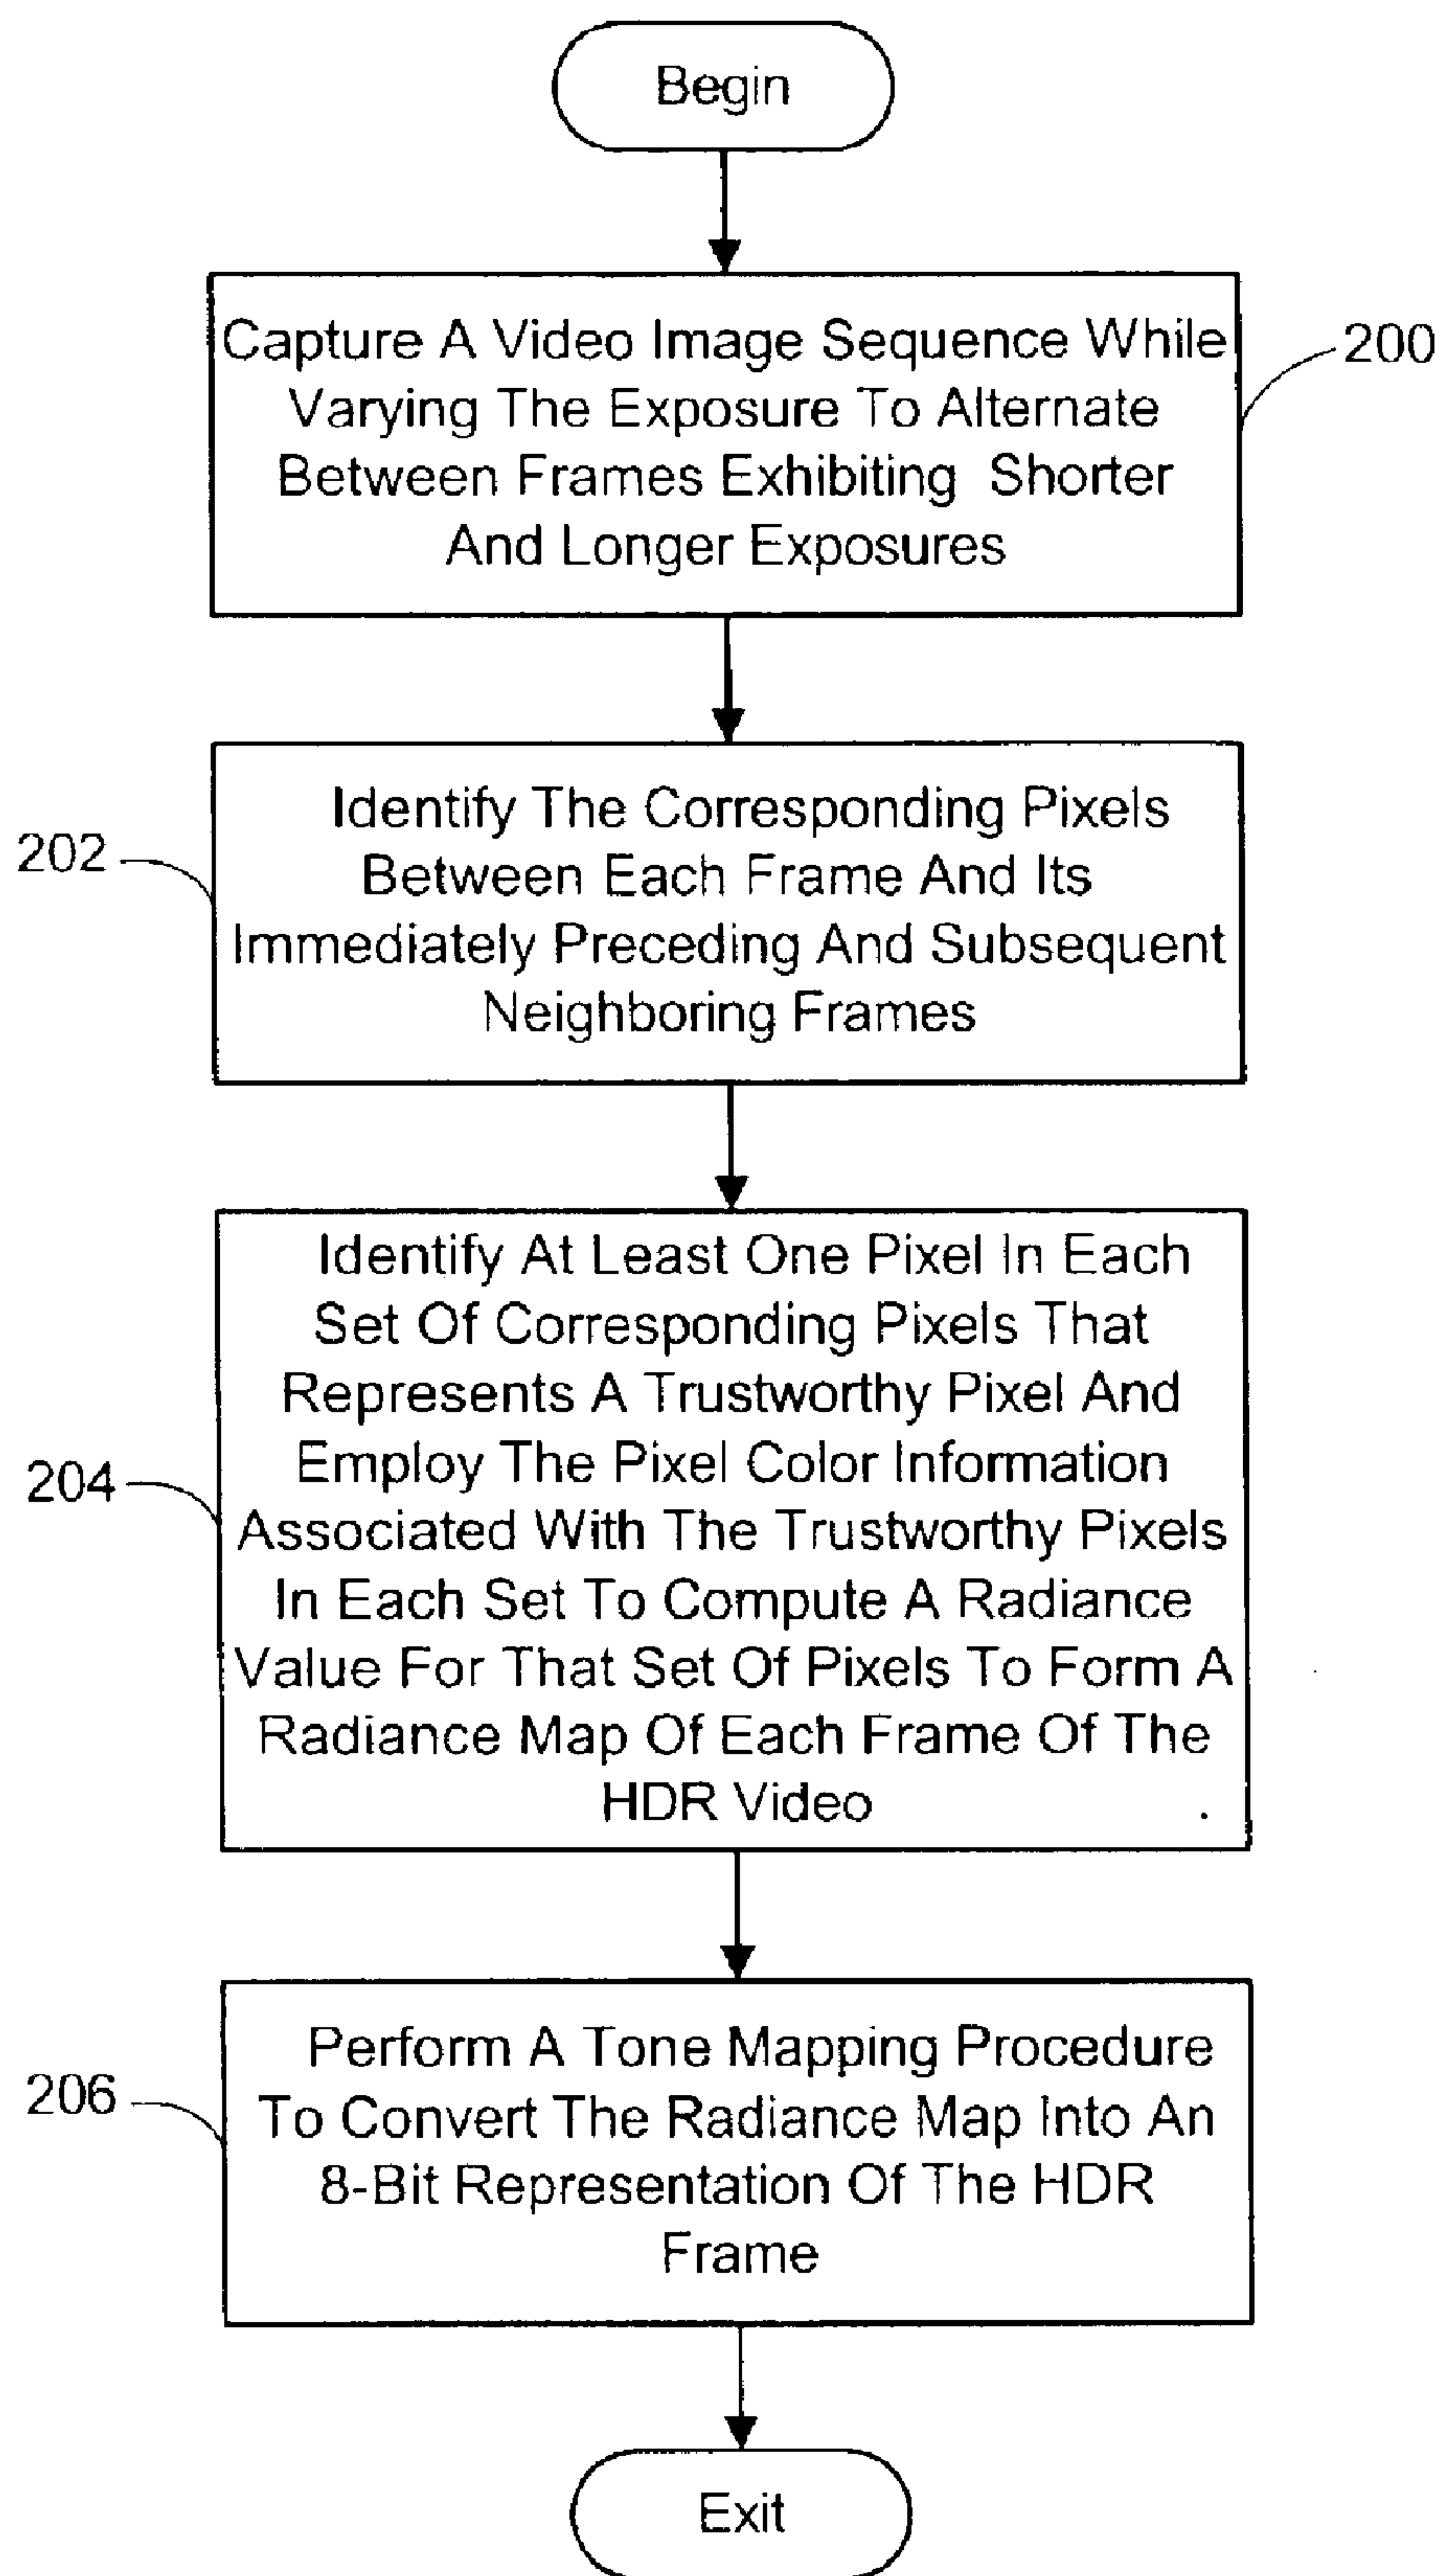 Begin
Capture A Video Image Sequence While
Varying The Exposure To Alternate
Between Frames Exhibiting Shorter
And Longer Exposures
200
Identify The Corresponding Pixels
Between Each Frame And Its
Immediately Preceding And Subsequent
Neighboring Frames
202
Identify At Least One Pixel In Each
Set Of Corresponding Pixels That
Represents A Trustworthy Pixel And
Employ The Pixel Color Information
Associated With The Trustworthy Pixels
In Each Set To Compute A Radiance
Value For That Set Of Pixels To Form A
Radiance Map Of Each Frame Of The
HDR Video
204
Perform A Tone Mapping Procedure
To Convert The Radiance Map Into An
8-Bit Representation Of The HDR
Frame
206
Exit